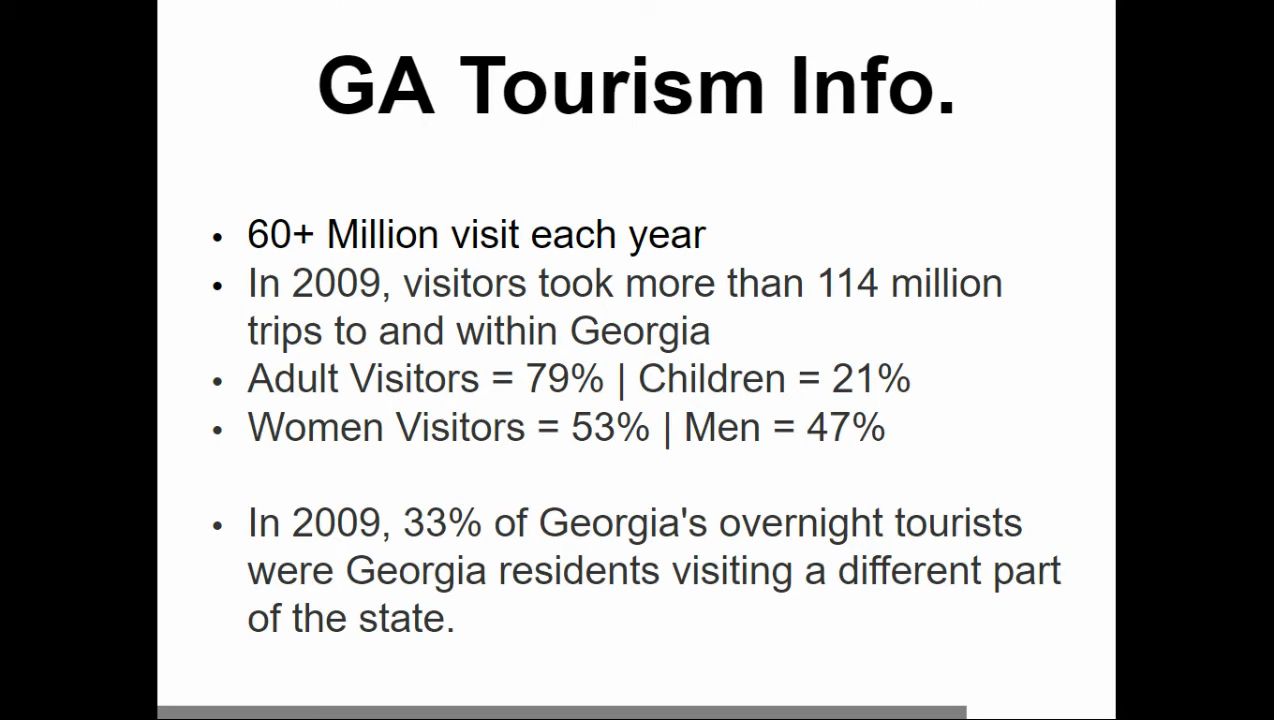 GA Tourism Info.
• 60+ Million visit each year
• In 2009, visitors took more than 114 million
trips to and within Georgia
• Adult Visitors = 79% | Children = 21%
• Women Visitors = 53% | Men = 47%
• In 2009, 33% of Georgia's overnight tourists
were Georgia residents visiting a different part
of the state.